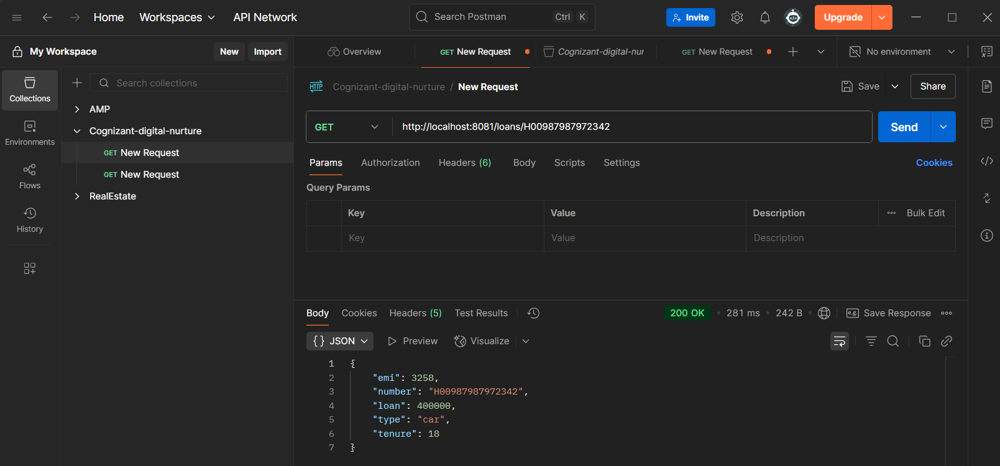 Home Workspaces API Network Search Postman Ctrl K Invite Upgrade
My Workspace New Import Overview GET New Request Cognizant-digital-nur GET New Request No environment
Collections
Environments
Flows
History
Search collections
AMP
Cognizant-digital-nurture
GET New Request
GET New Request
RealEstate
HTTP Cognizant-digital-nurture / New Request Save Share
GET http://localhost:8081/loans/H00987987972342 Send
Params Authorization Headers (6) Body Scripts Settings Cookies
Query Params
Key Value Description Bulk Edit
Key Value Description
Body Cookies Headers (5) Test Results 200 OK • 281 ms • 242 B • e.g. Save Response
{} JSON Preview Visualize
1 {
2 "emi": 3258,
3 "number": "H00987987972342",
4 "loan": 400000,
5 "type": "car",
6 "tenure": 18
7 }